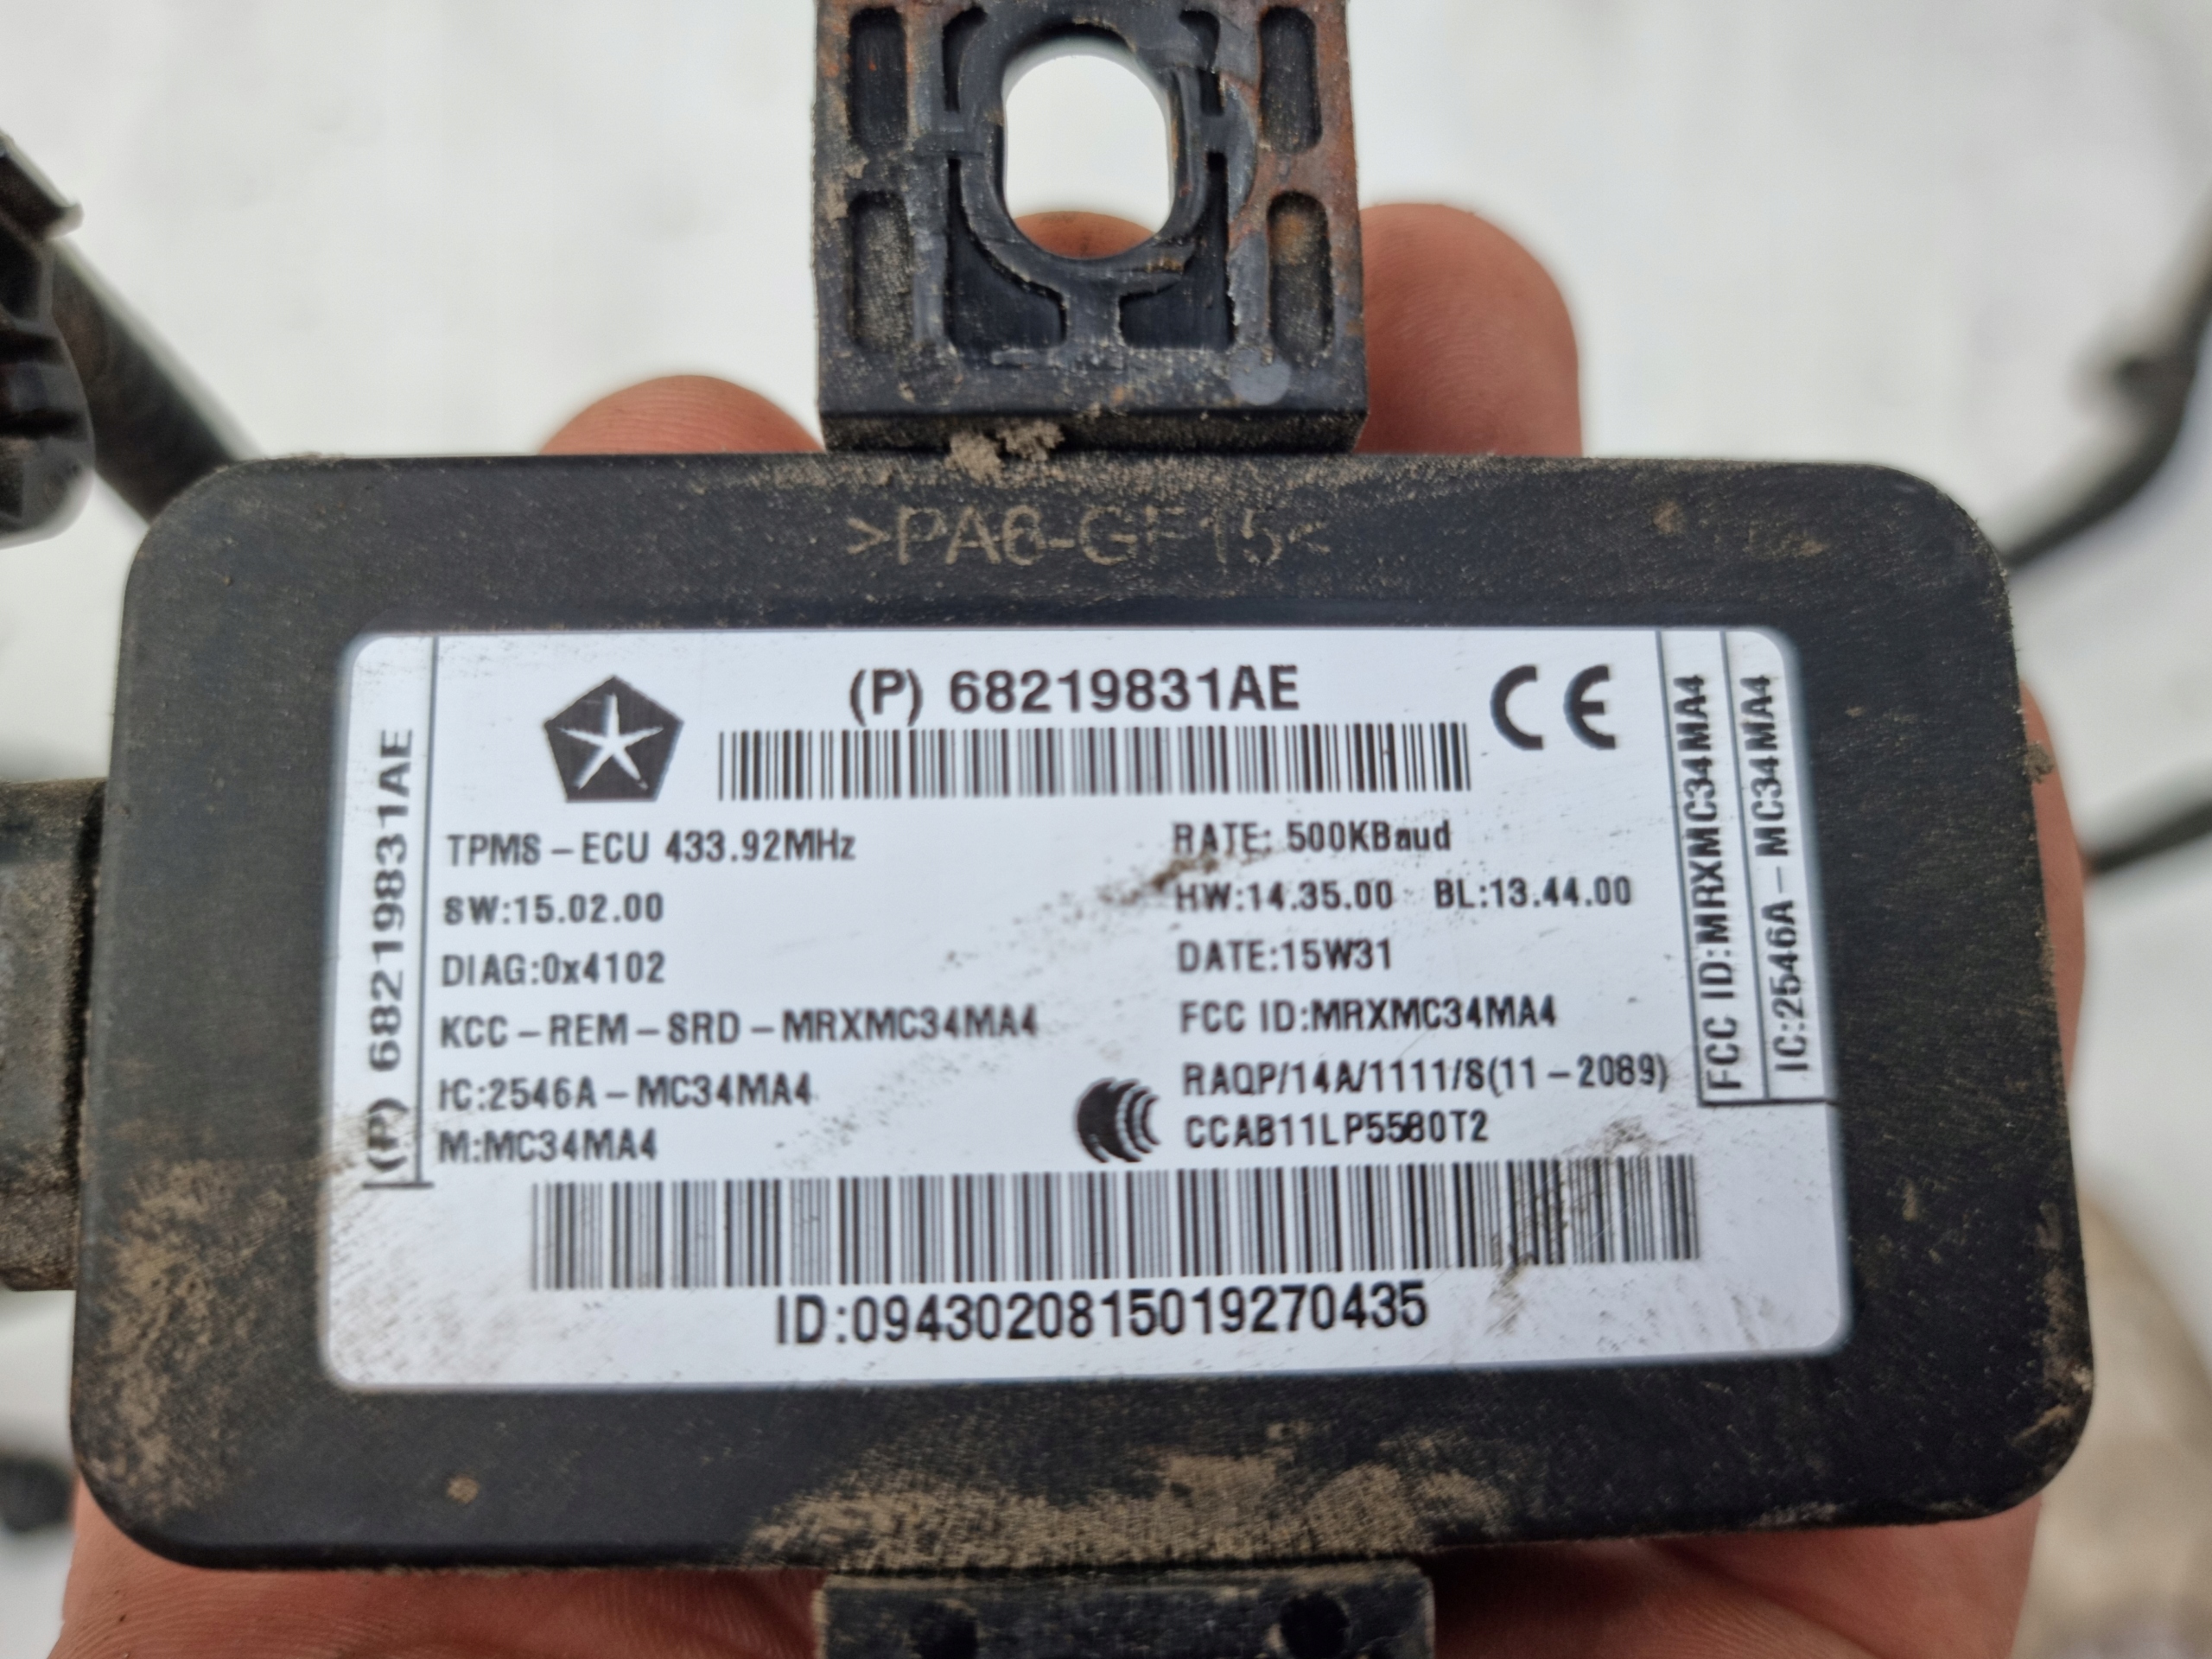 >PA6-GF15<
(P) 68219831AE
(P) 68219831AE
CE
TPMS-ECU 433.92MHz
RATE: 500KBaud
SW:15.02.00
HW:14.35.00 BL:13.44.00
DIAG:0x4102
DATE:15W31
KCC-REM-SRD-MRXMC34MA4
FCC ID:MRXMC34MA4
IC:2546A-MC34MA4
RAQP/14A/1111/S(11-2089)
M:MC34MA4
CCAB11LP5580T2
ID:0943020815019270435
FCC ID:MRXMC34MA4
IC:2546A-MC34MA4